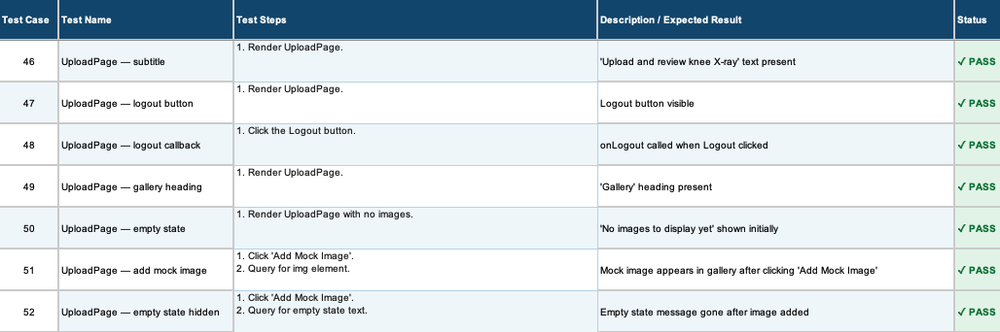 Test Case Test Name Test Steps Description / Expected Result Status
1. Render UploadPage.
46 UploadPage — subtitle 'Upload and review knee X-ray' text present ✓ PASS
1. Render UploadPage.
47 UploadPage — logout button Logout button visible ✓ PASS
1. Click the Logout button.
48 UploadPage — logout callback onLogout called when Logout clicked ✓ PASS
1. Render UploadPage.
49 UploadPage — gallery heading 'Gallery' heading present ✓ PASS
1. Render UploadPage with no images.
50 UploadPage — empty state 'No images to display yet' shown initially ✓ PASS
1. Click 'Add Mock Image'.
2. Query for img element.
51 UploadPage — add mock image Mock image appears in gallery after clicking 'Add Mock Image' ✓ PASS
1. Click 'Add Mock Image'.
2. Query for empty state text.
52 UploadPage — empty state hidden Empty state message gone after image added ✓ PASS